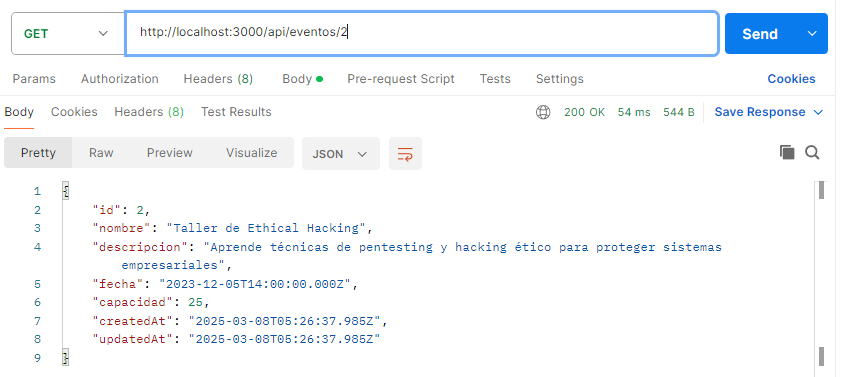 GET http://localhost:3000/api/eventos/2 Send
Params Authorization Headers (8) Body Pre-request Script Tests Settings Cookies
Body Cookies Headers (8) Test Results 200 OK 54 ms 544 B Save Response
Pretty Raw Preview Visualize JSON
1 {
2 "id": 2,
3 "nombre": "Taller de Ethical Hacking",
4 "descripcion": "Aprende técnicas de pentesting y hacking ético para proteger sistemas
empresariales",
5 "fecha": "2023-12-05T14:00:00.000Z",
6 "capacidad": 25,
7 "createdAt": "2025-03-08T05:26:37.985Z",
8 "updatedAt": "2025-03-08T05:26:37.985Z"
9 }